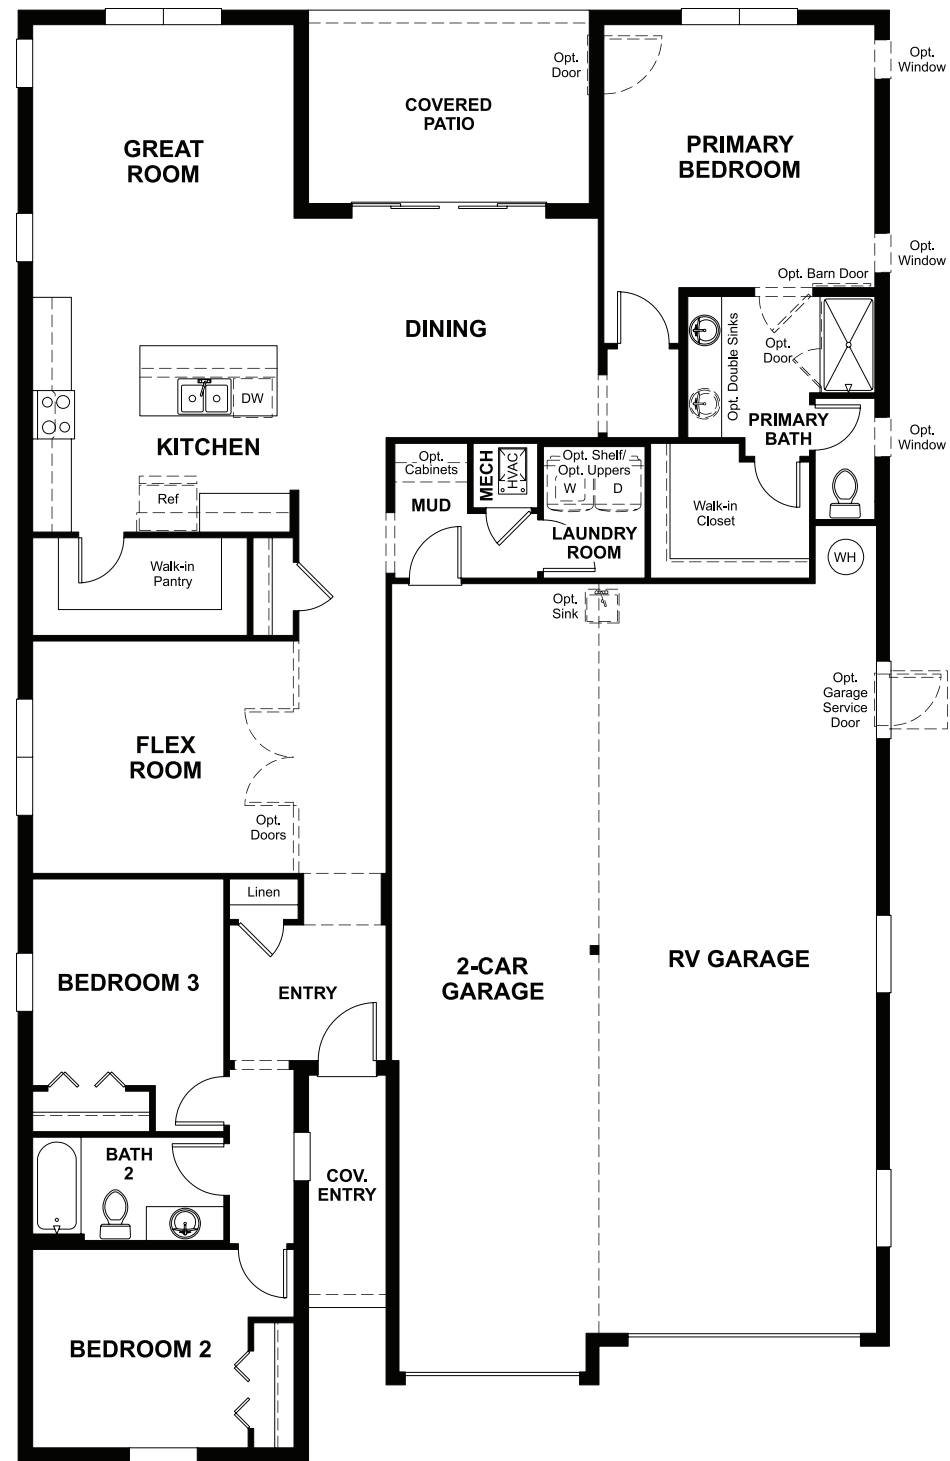 Opt.
Door
Opt.
Window
COVERED
PATIO
GREAT
ROOM
PRIMARY
BEDROOM
Opt.
Window
Opt. Barn Door
DINING
Opt. Double Sinks
Opt.
Door
DW
PRIMARY
BATH
Opt.
Window
KITCHEN
Opt.
Cabinets
MECH
HVAC
Opt. Shelf/
Opt. Uppers
W
D
Ref
MUD
Walk-in
Closet
LAUNDRY
ROOM
WH
Walk-in
Pantry
Opt.
Sink
Opt.
Garage
Service
Door
FLEX
ROOM
Opt.
Doors
Linen
BEDROOM 3
ENTRY
2-CAR
GARAGE
RV GARAGE
BATH
2
COV.
ENTRY
BEDROOM 2